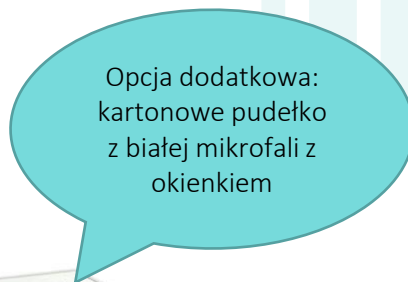 Opcja dodatkowa:
kartonowe pudełko
z białej mikrofali z
okienkiem